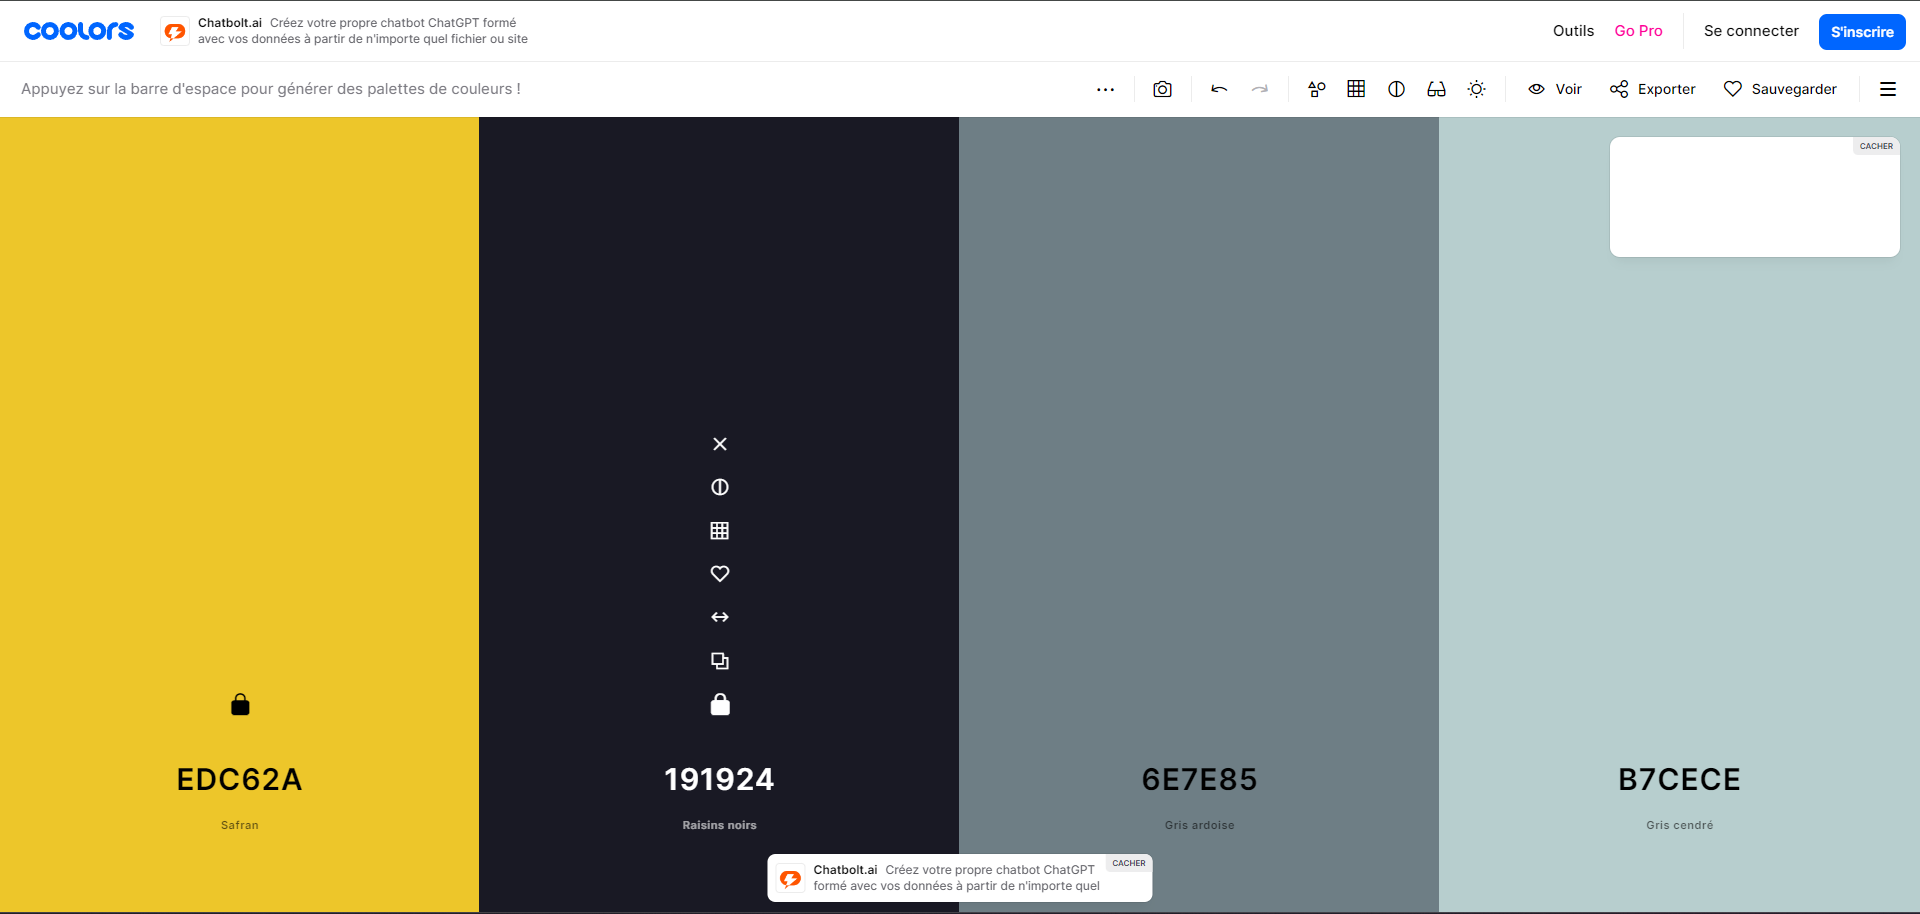 coolors
Chatbolt.ai Créez votre propre chatbot ChatGPT formé
avec vos données à partir de n'importe quel fichier ou site
Outils
Go Pro
Se connecter
S'inscrire
Appuyez sur la barre d'espace pour générer des palettes de couleurs !
Voir
Exporter
Sauvegarder
CACHER
EDC62A
Safran
191924
Raisins noirs
6E7E85
Gris ardoise
B7CECE
Gris cendré
CACHER
Chatbolt.ai Créez votre propre chatbot ChatGPT
formé avec vos données à partir de n'importe quel